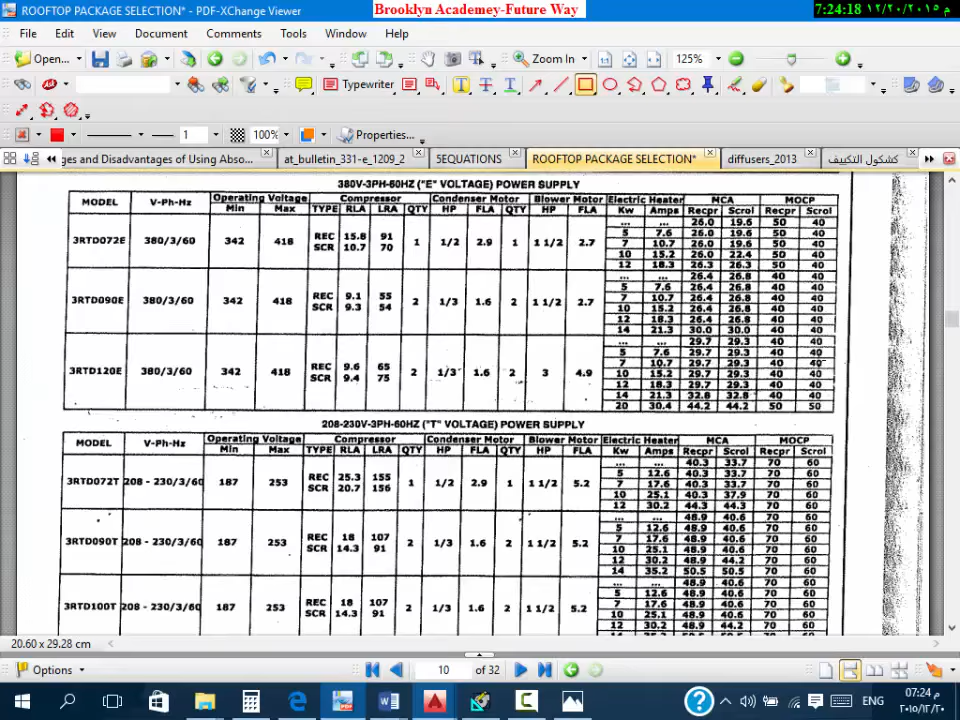 ROOFTOP PACKAGE SELECTION* - PDF-XChange Viewer
Brooklyn Academey-Future Way
7:24:18 م ١٢/٢٠/٢٠١٥
File Edit View Document Comments Tools Window Help
Open... Zoom In 125%
Typewriter
1 100% Properties...
ges and Disadvantages of Using Abso... at_bulletin_331-e_1209_2 5EQUATIONS ROOFTOP PACKAGE SELECTION* diffusers_2013 كشكول التكييف
380V-3PH-60HZ ("E" VOLTAGE) POWER SUPPLY
MODEL V-Ph-Hz Operating Voltage Compressor Condenser Motor Blower Motor Electric Heater MCA MOCP
Min Max TYPE RLA LRA QTY HP FLA QTY HP FLA Kw Amps Recpr Scrol Recpr Scrol
... ... 26.0 19.6 50 40
5 7.6 26.0 19.6 50 40
3RTD072E 380/3/60 342 418 REC 15.8 91 1 1/2 2.9 1 1 1/2 2.7 7 10.7 26.0 19.6 50 40
SCR 10.7 70
10 15.2 26.0 22.4 50 40
12 18.3 26.3 26.3 50 40
... ... 26.4 26.8 40 40
5 7.6 26.4 26.8 40 40
3RTD090E 380/3/60 342 418 REC 9.1 55 2 1/3 1.6 2 1 1/2 2.7 7 10.7 26.4 26.8 40 40
SCR 9.3 54
10 15.2 26.4 26.8 40 40
12 18.3 26.4 26.8 40 40
14 21.3 30.0 30.0 40 40
... ... 29.7 29.3 40 40
5 7.6 29.7 29.3 40 40
7 10.7 29.7 29.3 40 40
3RTD120E 380/3/60 342 418 REC 9.6 65 2 1/3 1.6 2 3 4.9 10 15.2 29.7 29.3 40 40
SCR 9.4 75
12 18.3 29.7 29.3 40 40
14 21.3 32.8 32.8 40 40
20 30.4 44.2 44.2 50 50
208-230V-3PH-60HZ ("T" VOLTAGE) POWER SUPPLY
MODEL V-Ph-Hz Operating Voltage Compressor Condenser Motor Blower Motor Electric Heater MCA MOCP
Min Max TYPE RLA LRA QTY HP FLA QTY HP FLA Kw Amps Recpr Scrol Recpr Scrol
... ... 40.3 33.7 70 60
5 12.6 40.3 33.7 70 60
3RTD072T 208 - 230/3/60 187 253 REC 25.3 155 1 1/2 2.9 1 1 1/2 5.2 7 17.6 40.3 33.7 70 60
SCR 20.7 156
10 25.1 40.3 37.9 70 60
12 30.2 44.3 44.3 70 60
... ... 48.9 40.6 70 60
5 12.6 48.9 40.6 70 60
3RTD090T 208 - 230/3/60 187 253 REC 18 107 2 1/3 1.6 2 1 1/2 5.2 7 17.6 48.9 40.6 70 60
SCR 14.3 91
10 25.1 48.9 40.6 70 60
12 30.2 48.9 44.2 70 60
14 35.2 50.5 50.5 70 60
... ... 48.9 40.6 70 60
5 12.6 48.9 40.6 70 60
3RTD100T 208 - 230/3/60 187 253 REC 18 107 2 1/3 1.6 2 1 1/2 5.2 7 17.6 48.9 40.6 70 60
SCR 14.3 91
10 25.1 48.9 40.6 70 60
12 30.2 48.9 44.2 70 60
20.60 x 29.28 cm
Options 10 of 32
ENG 07:24 م
٢٠١٥/١٢/٢٠